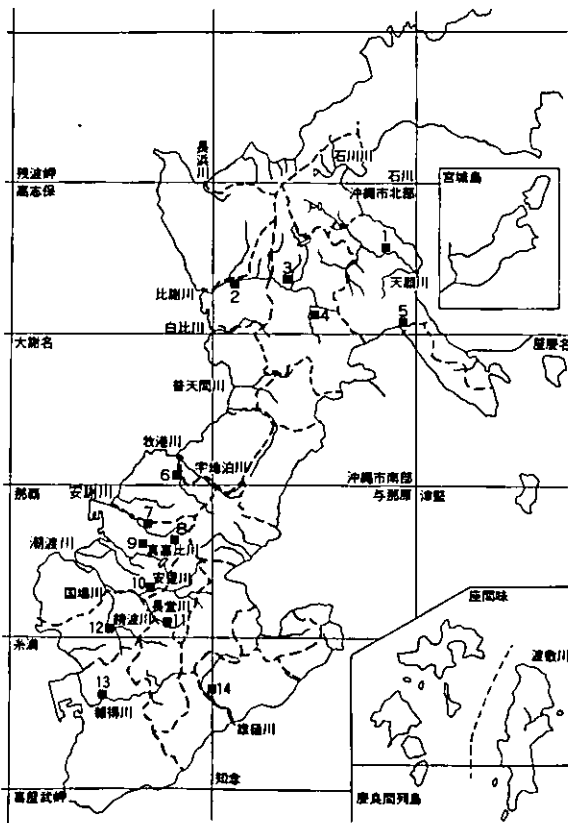 長浜川
石川川
残波岬
高志保
石川
沖縄市北部
宮城島
1
天願川
比謝川
2
3
4
5
白比川
大謝名
屋慶名
普天間川
牧港川
宇地泊川
6
沖縄市南部
那覇
与那原
津堅
安謝川
7
8
9
真嘉比川
潮渡川
10
安里川
国場川
長堂川
饒波川
11
12
糸満
座間味
渡敷川
13
報得川
14
雄樋川
知念
喜屋武岬
慶良間列島